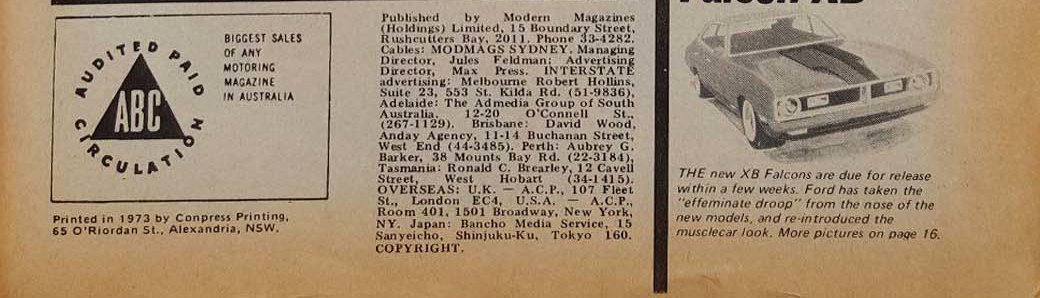 AUDITED PAID
ABC
CIRCULATION
BIGGEST SALES
OF ANY
MOTORING
MAGAZINE
IN AUSTRALIA
Printed in 1973 by Conpress Printing,
65 O'Riordan St., Alexandria, NSW.
Published by Modern Magazines
(Holdings) Limited, 15 Boundary Street,
Rushcutters Bay, 2011. Phone 33-4282.
Cables: MODMAGS SYDNEY. Managing
Director, Jules Feldman; Advertising
Director, Max Press. INTERSTATE
advertising: Melbourne Robert Hollins,
Suite 23, 553 St. Kilda Rd. (51-9836),
Adelaide: The Admedia Group of South
Australia, 12-20 O'Connell St.,
(267-1129). Brisbane: David Wood,
Anday Agency, 11-14 Buchanan Street,
West End (44-3485). Perth: Aubrey G.
Barker, 38 Mounts Bay Rd. (22-3184),
Tasmania: Ronald C. Brearley, 12 Cavell
Street, West Hobart (34-1415).
OVERSEAS: U.K. — A.C.P., 107 Fleet
St., London EC4, U.S.A. — A.C.P.,
Room 401, 1501 Broadway, New York,
NY. Japan: Bancho Media Service, 15
Sanyeicho, Shinjuku-Ku, Tokyo 160.
COPYRIGHT.
Falcon XB
THE new XB Falcons are due for release
within a few weeks. Ford has taken the
"effeminate droop" from the nose of the
new models, and re-introduced the
musclecar look. More pictures on page 16.